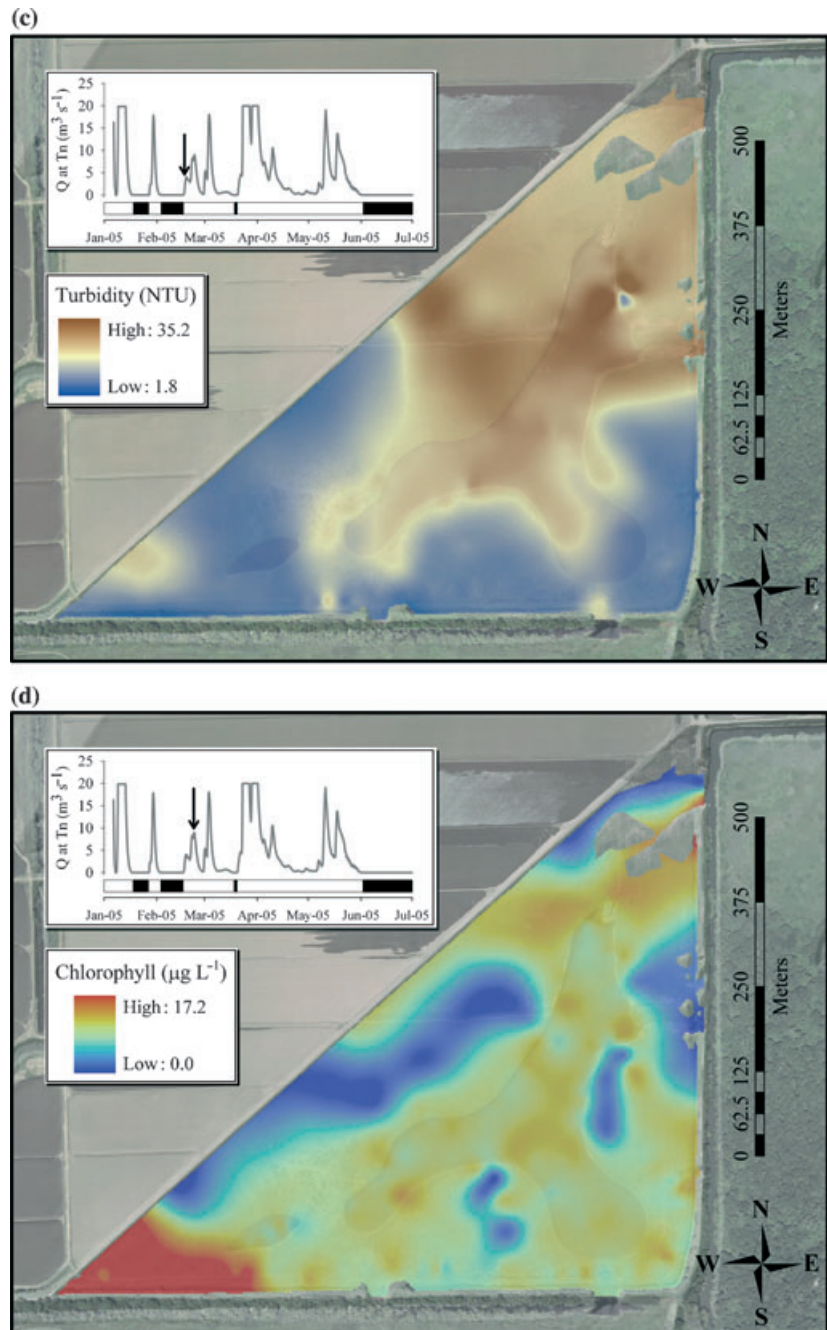 (c)
Q at Tn (m³ s⁻¹)
25
20
15
10
5
0
Jan-05 Feb-05 Mar-05 Apr-05 May-05 Jun-05 Jul-05
Turbidity (NTU)
High: 35.2
Low: 1.8
500
375
250
125
62.5
0
Meters
N
W E
S
(d)
Q at Tn (m³ s⁻¹)
25
20
15
10
5
0
Jan-05 Feb-05 Mar-05 Apr-05 May-05 Jun-05 Jul-05
Chlorophyll (µg L⁻¹)
High: 17.2
Low: 0.0
500
375
250
125
62.5
0
Meters
N
W E
S